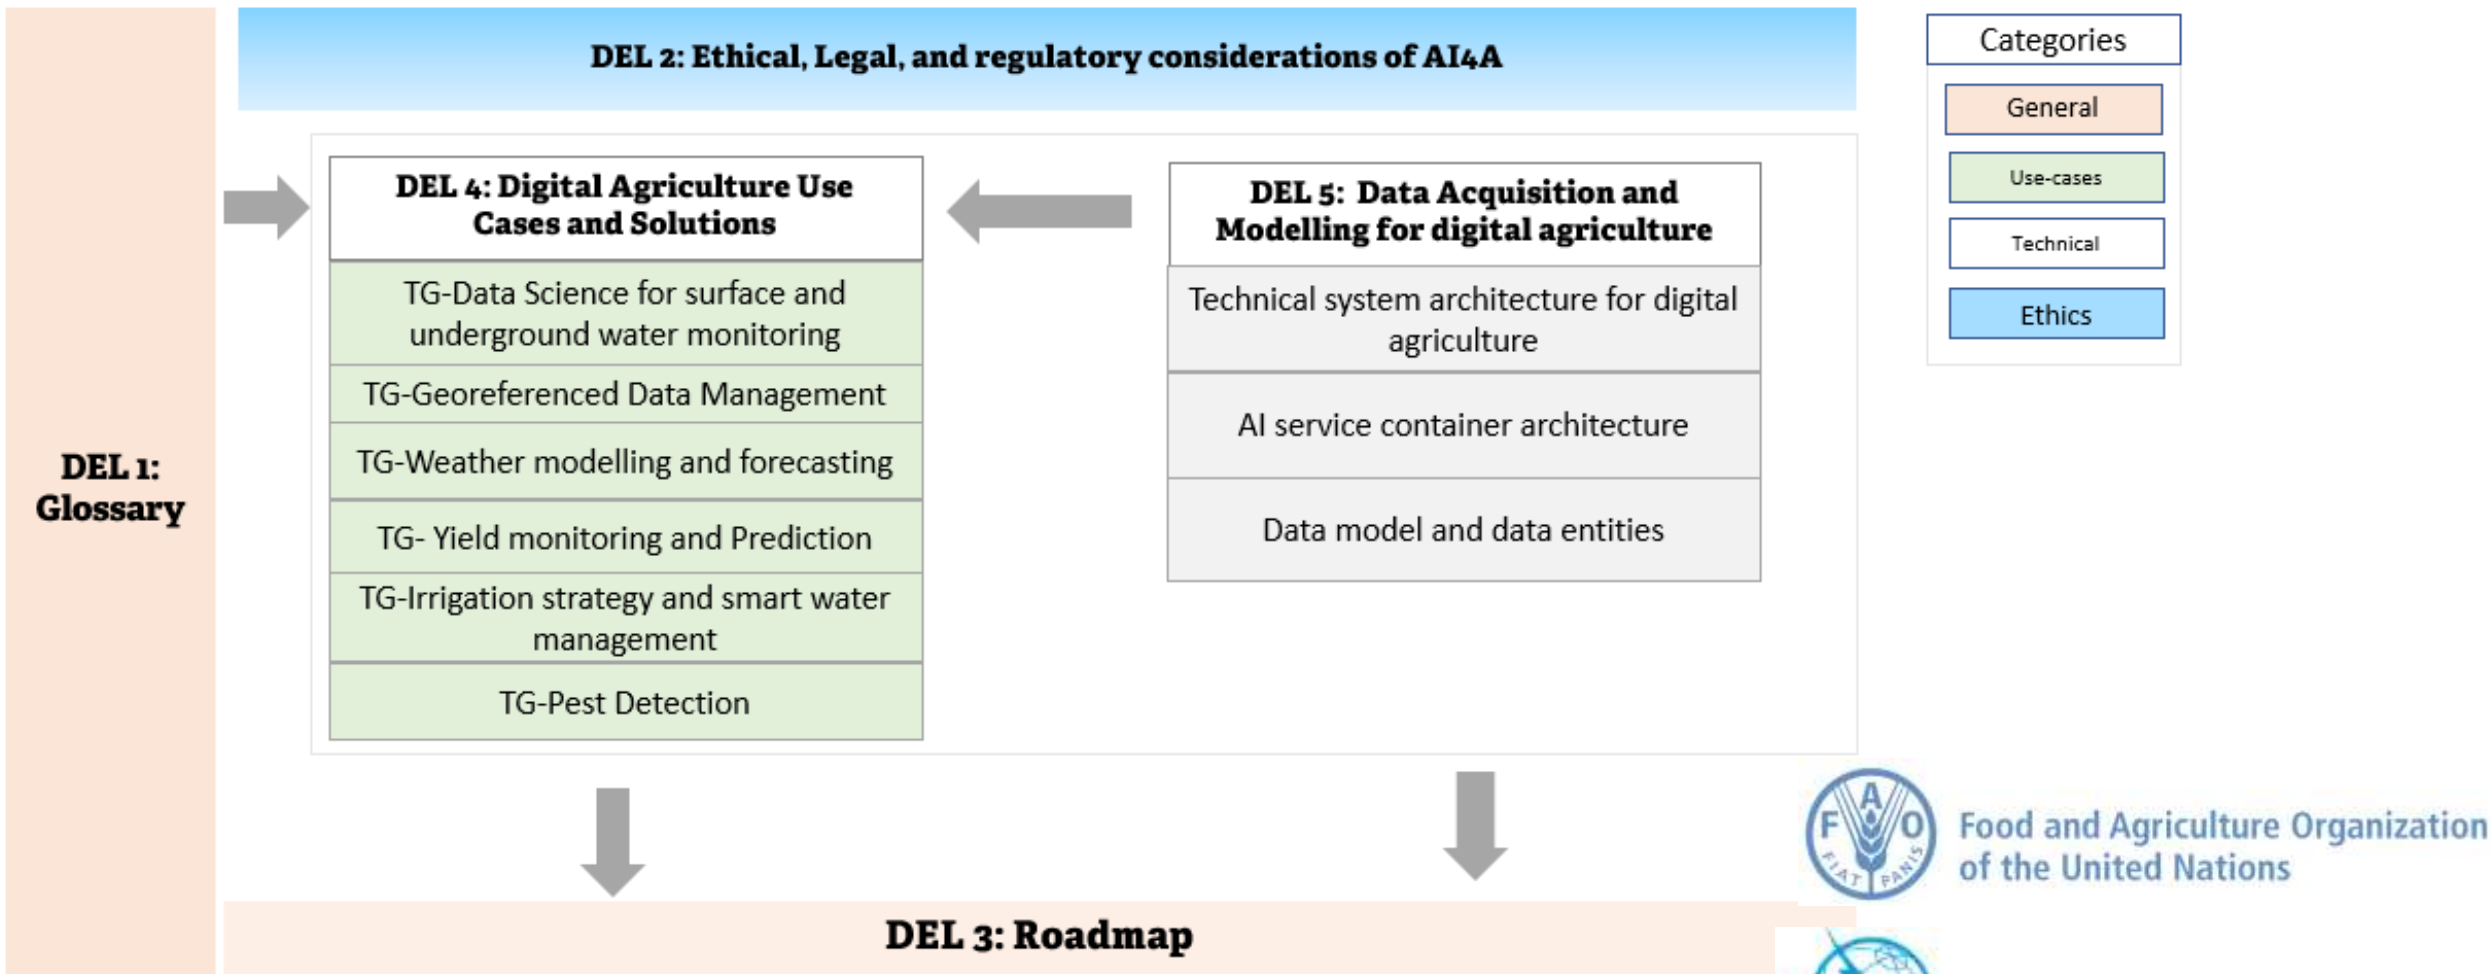 DEL 2: Ethical, Legal, and regulatory considerations of AI4A
DEL 1:
Glossary
DEL 4: Digital Agriculture Use
Cases and Solutions
TG-Data Science for surface and
underground water monitoring
TG-Georeferenced Data Management
TG-Weather modelling and forecasting
TG- Yield monitoring and Prediction
TG-Irrigation strategy and smart water
management
TG-Pest Detection
DEL 5:  Data Acquisition and
Modelling for digital agriculture
Technical system architecture for digital
agriculture
AI service container architecture
Data model and data entities
Categories
General
Use-cases
Technical
Ethics
DEL 3: Roadmap
F A O
FIAT PANIS
Food and Agriculture Organization
of the United Nations